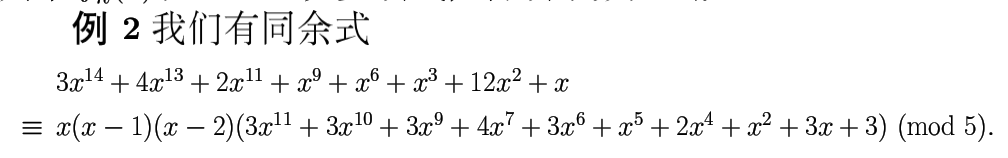 例 2 我们有同余式
3x^{14} + 4x^{13} + 2x^{11} + x^9 + x^6 + x^3 + 12x^2 + x
≡ x(x − 1)(x − 2)(3x^{11} + 3x^{10} + 3x^9 + 4x^7 + 3x^6 + x^5 + 2x^4 + x^2 + 3x + 3) (mod 5).